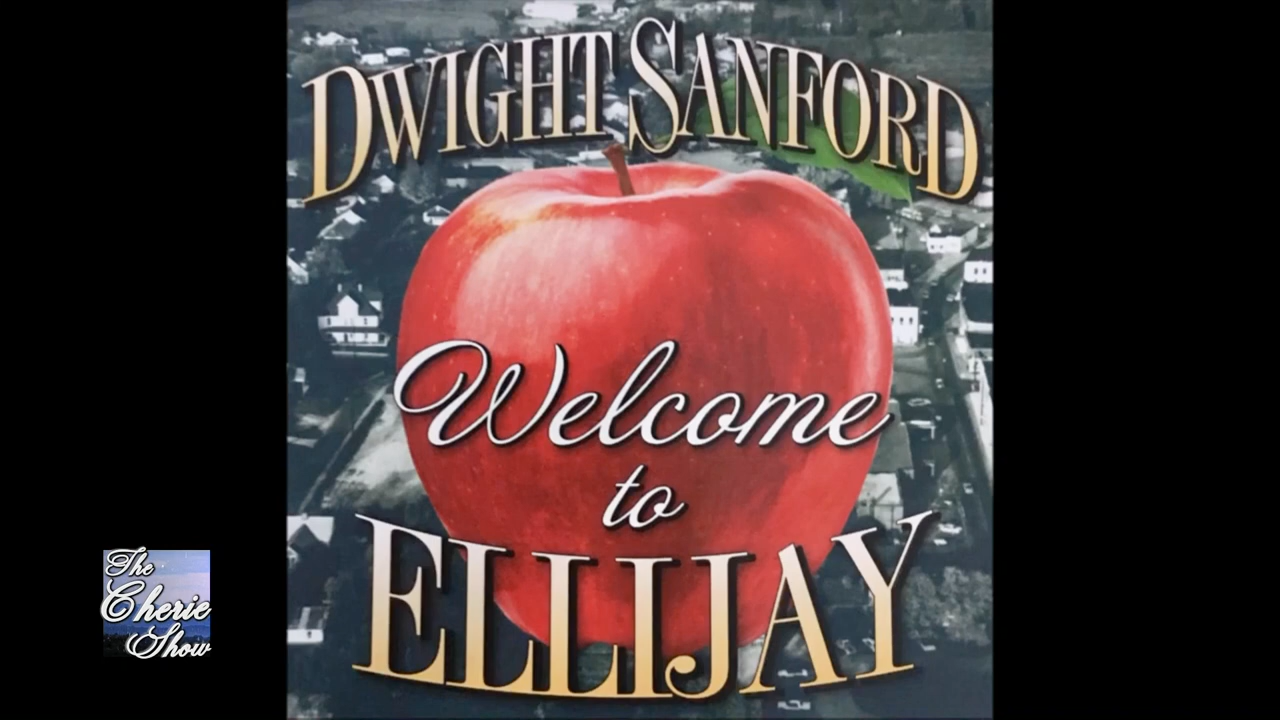 DWIGHT SANFORD
Welcome
to
ELLIJAY
The
Cherie
Show